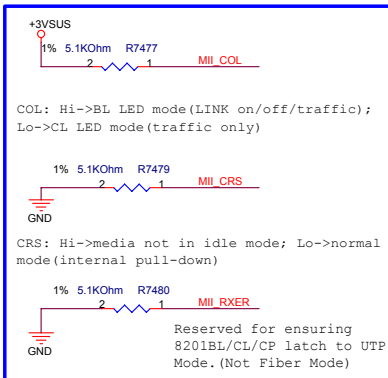 +3VSUS
1% 5.1KOhm R7477
2 1 MII_COL
COL: Hi->BL LED mode(LINK on/off/traffic);
Lo->CL LED mode(traffic only)
1% 5.1KOhm R7479
2 1 MII_CRS
GND
CRS: Hi->media not in idle mode; Lo->normal
mode(internal pull-down)
1% 5.1KOhm R7480
2 1 MII_RXER
GND
Reserved for ensuring
8201BL/CL/CP latch to UTP
Mode.(Not Fiber Mode)